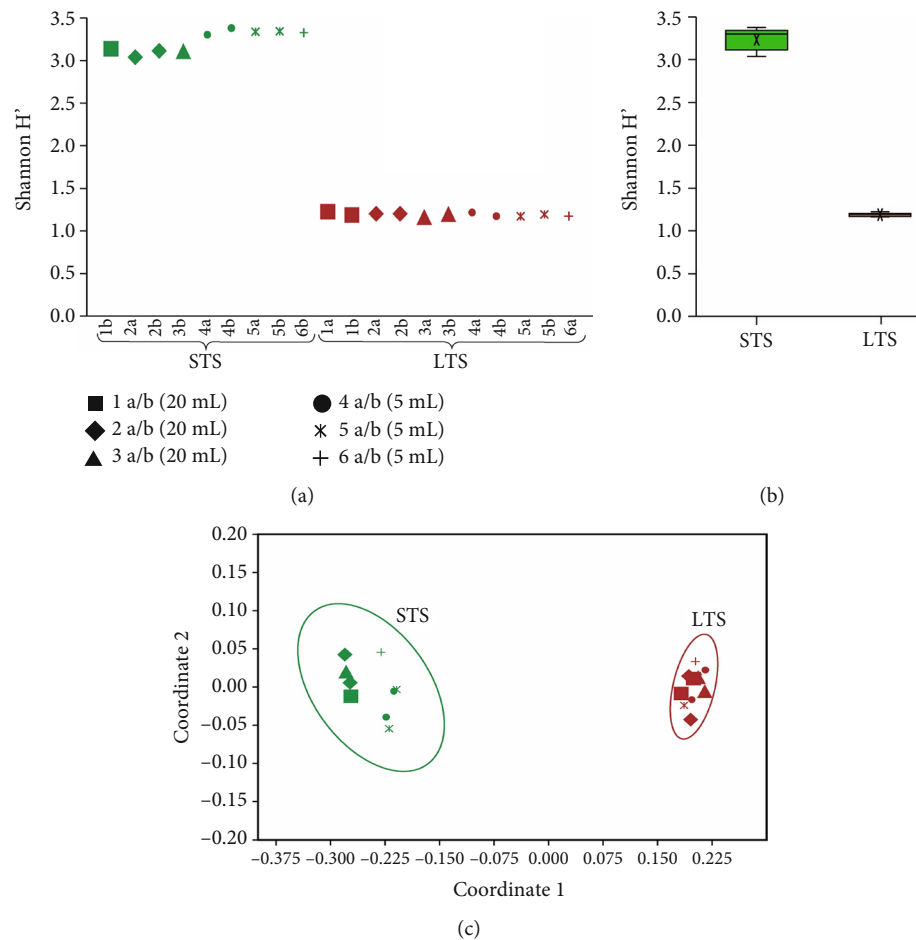 3.5
3.0
2.5
2.0
1.5
1.0
0.5
0.0
Shannon H'
1b 2a 2b 3b 4a 4b 5a 5b 6b 1a 1b 2a 2b 3a 3b 4a 4b 5a 5b 6a
STS LTS
1 a/b (20 mL)
2 a/b (20 mL)
3 a/b (20 mL)
4 a/b (5 mL)
5 a/b (5 mL)
6 a/b (5 mL)
(a)
3.5
3.0
2.5
2.0
1.5
1.0
0.5
0.0
Shannon H'
STS LTS
(b)
0.20
0.15
0.10
0.05
0.00
−0.05
−0.10
−0.15
−0.20
Coordinate 2
STS
LTS
−0.375 −0.300 −0.225 −0.150 −0.075 0.000 0.075 0.150 0.225
Coordinate 1
(c)